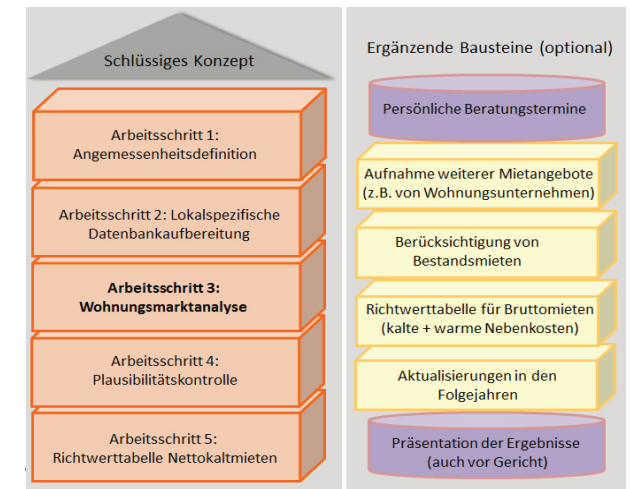 Schlüssiges Konzept
Arbeitsschritt 1:
Angemessenheitsdefinition
Arbeitsschritt 2: Lokalspezifische
Datenbankaufbereitung
Arbeitsschritt 3:
Wohnungsmarktanalyse
Arbeitsschritt 4:
Plausibilitätskontrolle
Arbeitsschritt 5:
Richtwerttabelle Nettokaltmieten
Ergänzende Bausteine (optional)
Persönliche Beratungstermine
Aufnahme weiterer Mietangebote
(z.B. von Wohnungsunternehmen)
Berücksichtigung von
Bestandsmieten
Richtwerttabelle für Bruttomieten
(kalte + warme Nebenkosten)
Aktualisierungen in den
Folgejahren
Präsentation der Ergebnisse
(auch vor Gericht)